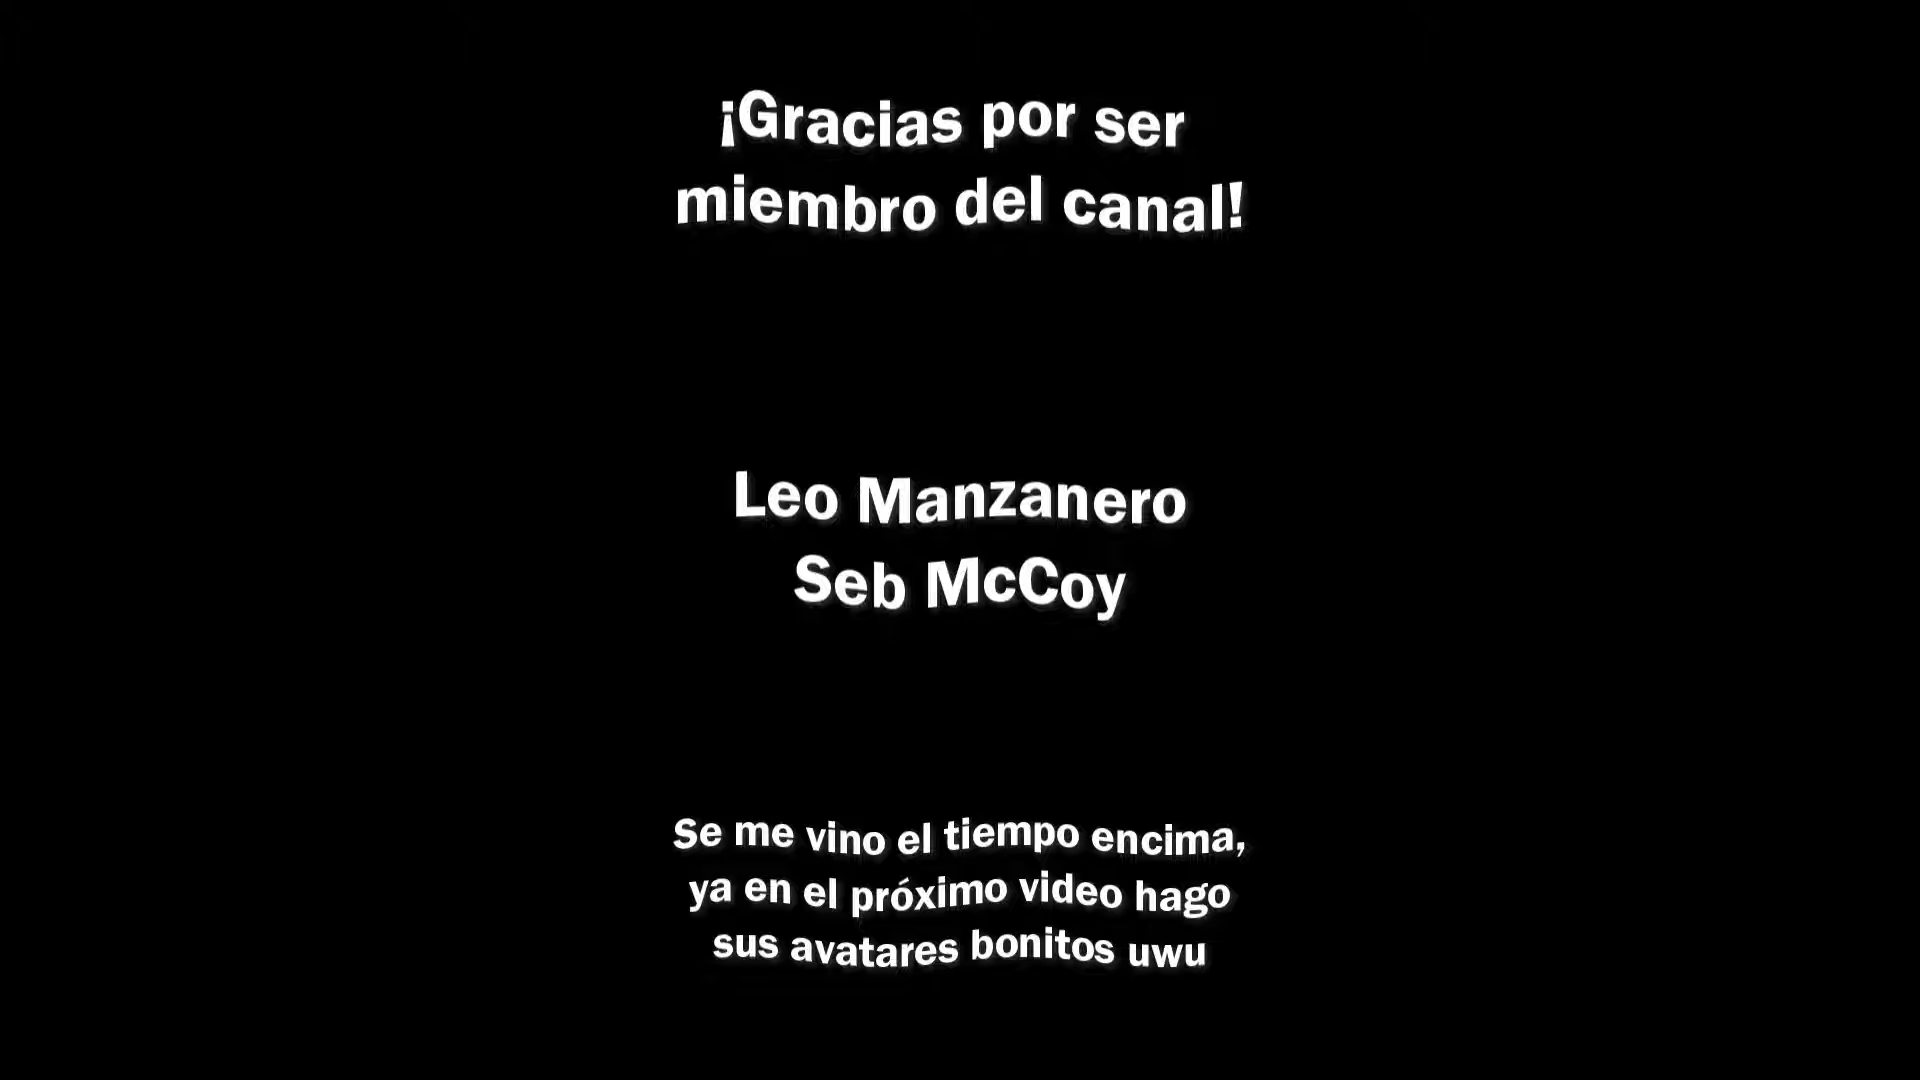 ¡Gracias por ser
miembro del canal!
Leo Manzanero
Seb McCoy
Se me vino el tiempo encima,
ya en el próximo video hago
sus avatares bonitos uwu